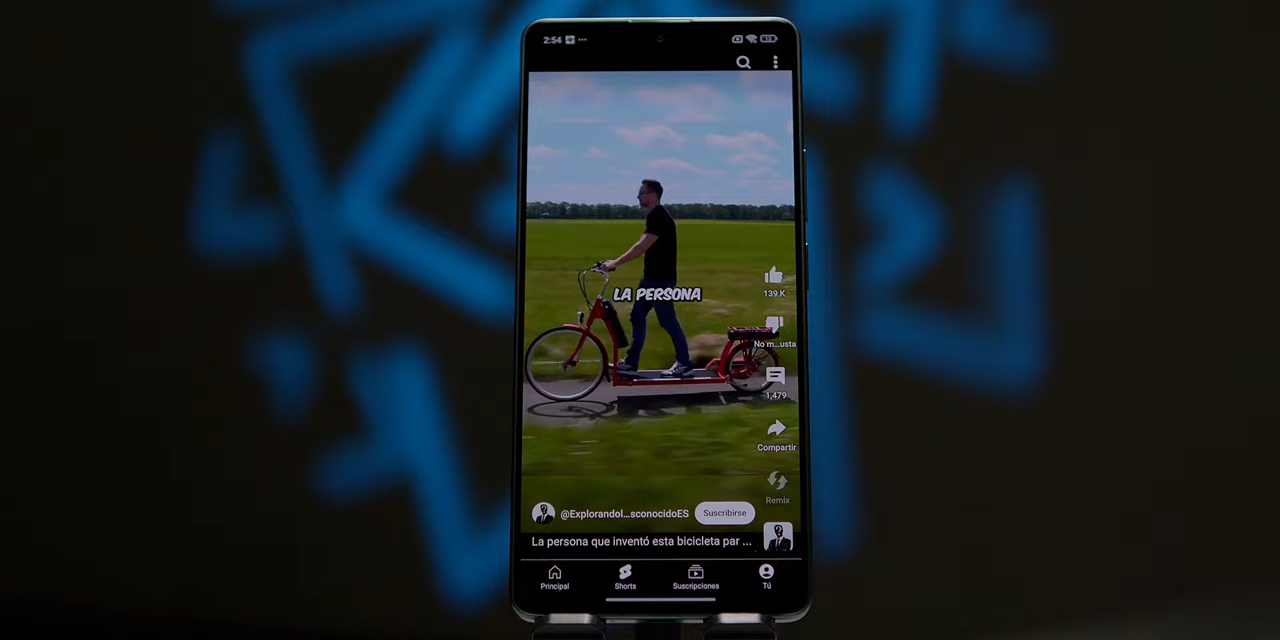 2:54
LA PERSONA
139 K
No m...usta
1,479
Compartir
Remix
@Explorandol...sconocidoES
Suscribirse
La persona que inventó esta bicicleta par ...
Principal
Shorts
Suscripciones
Tú